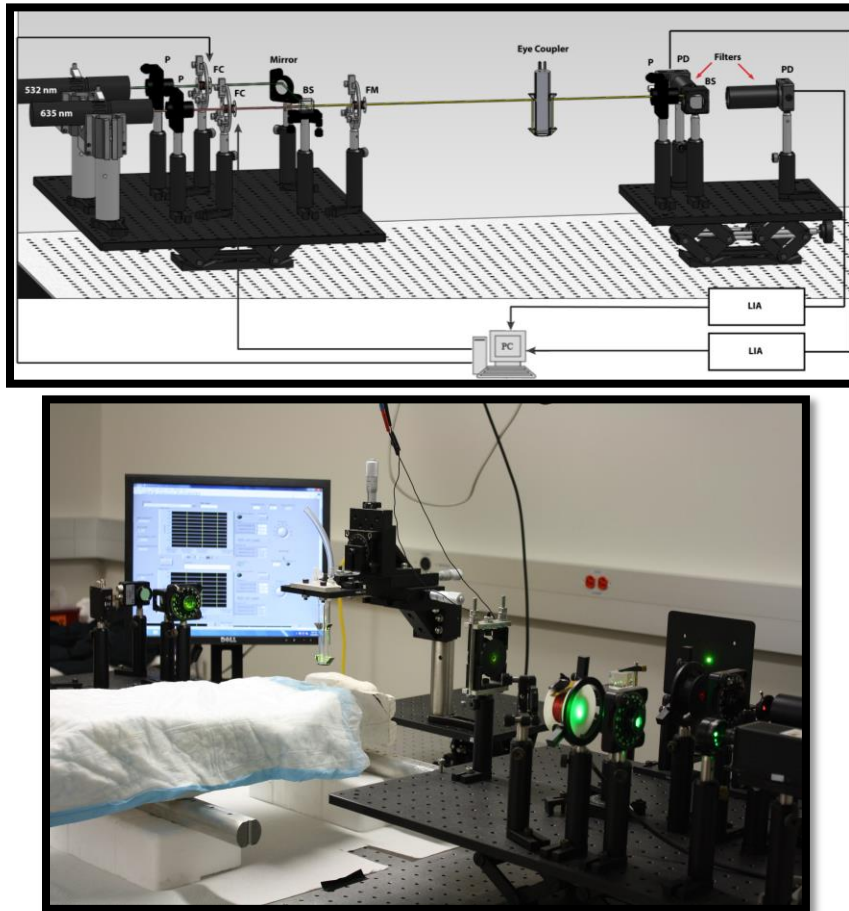 532 nm
635 nm
P
P
FC
FC
Mirror
BS
FM
Eye Coupler
P
PD
BS
Filters
PD
LIA
LIA
PC
DELL